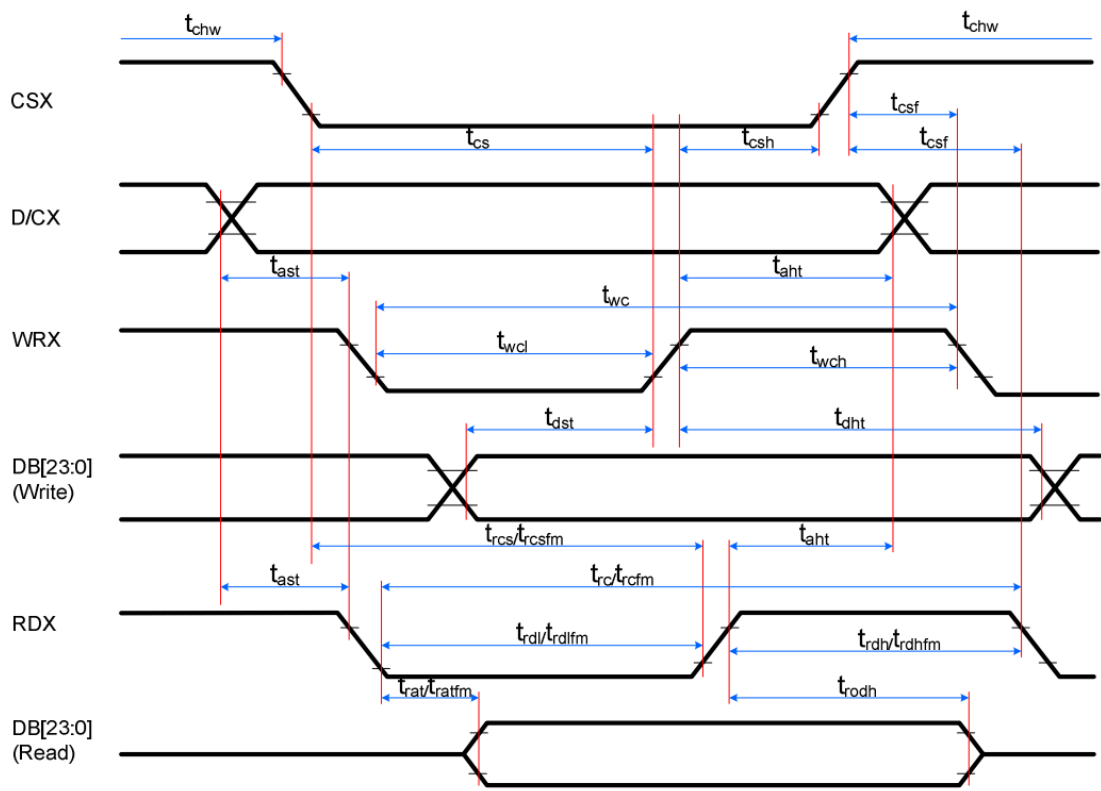 tchw
tchw
CSX
tcsf
tcs
tcsh
tcsf
D/CX
tast
taht
twc
WRX
twcl
twch
tdst
tdht
DB[23:0]
(Write)
trcs/trcsfm
taht
tast
trc/trcfm
RDX
trdl/trdlfm
trdh/trdhfm
trat/tratfm
trodh
DB[23:0]
(Read)